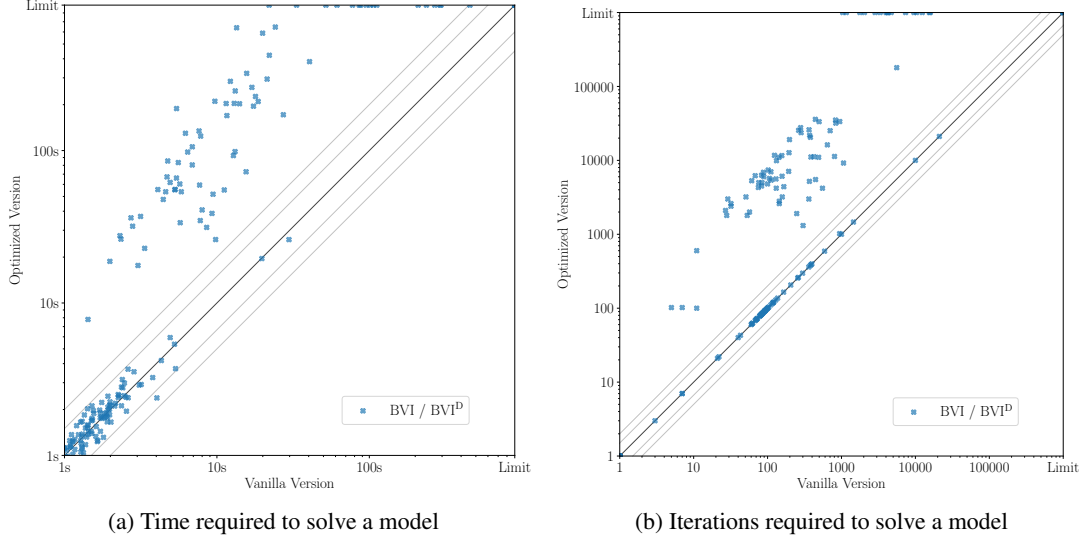 Limit
100s
10s
1s
Optimized Version
BVI / BVIᴰ
1s
10s
100s
Limit
Vanilla Version
(a) Time required to solve a model
Limit
100000
10000
1000
100
10
1
Optimized Version
BVI / BVIᴰ
1
10
100
1000
10000
100000
Limit
Vanilla Version
(b) Iterations required to solve a model